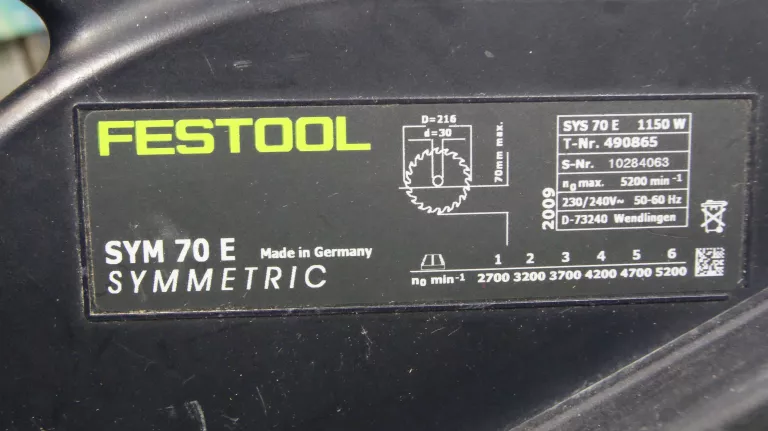 FESTOOL
SYM 70 E Made in Germany
SYMMETRIC
D=216
d=30
70mm max.
2009
SYS 70 E 1150 W
T-Nr. 490865
S-Nr. 10284063
n₀ max. 5200 min⁻¹
230/240V~ 50-60 Hz
D-73240 Wendlingen
1 2 3 4 5 6
n₀ min⁻¹ 2700 3200 3700 4200 4700 5200